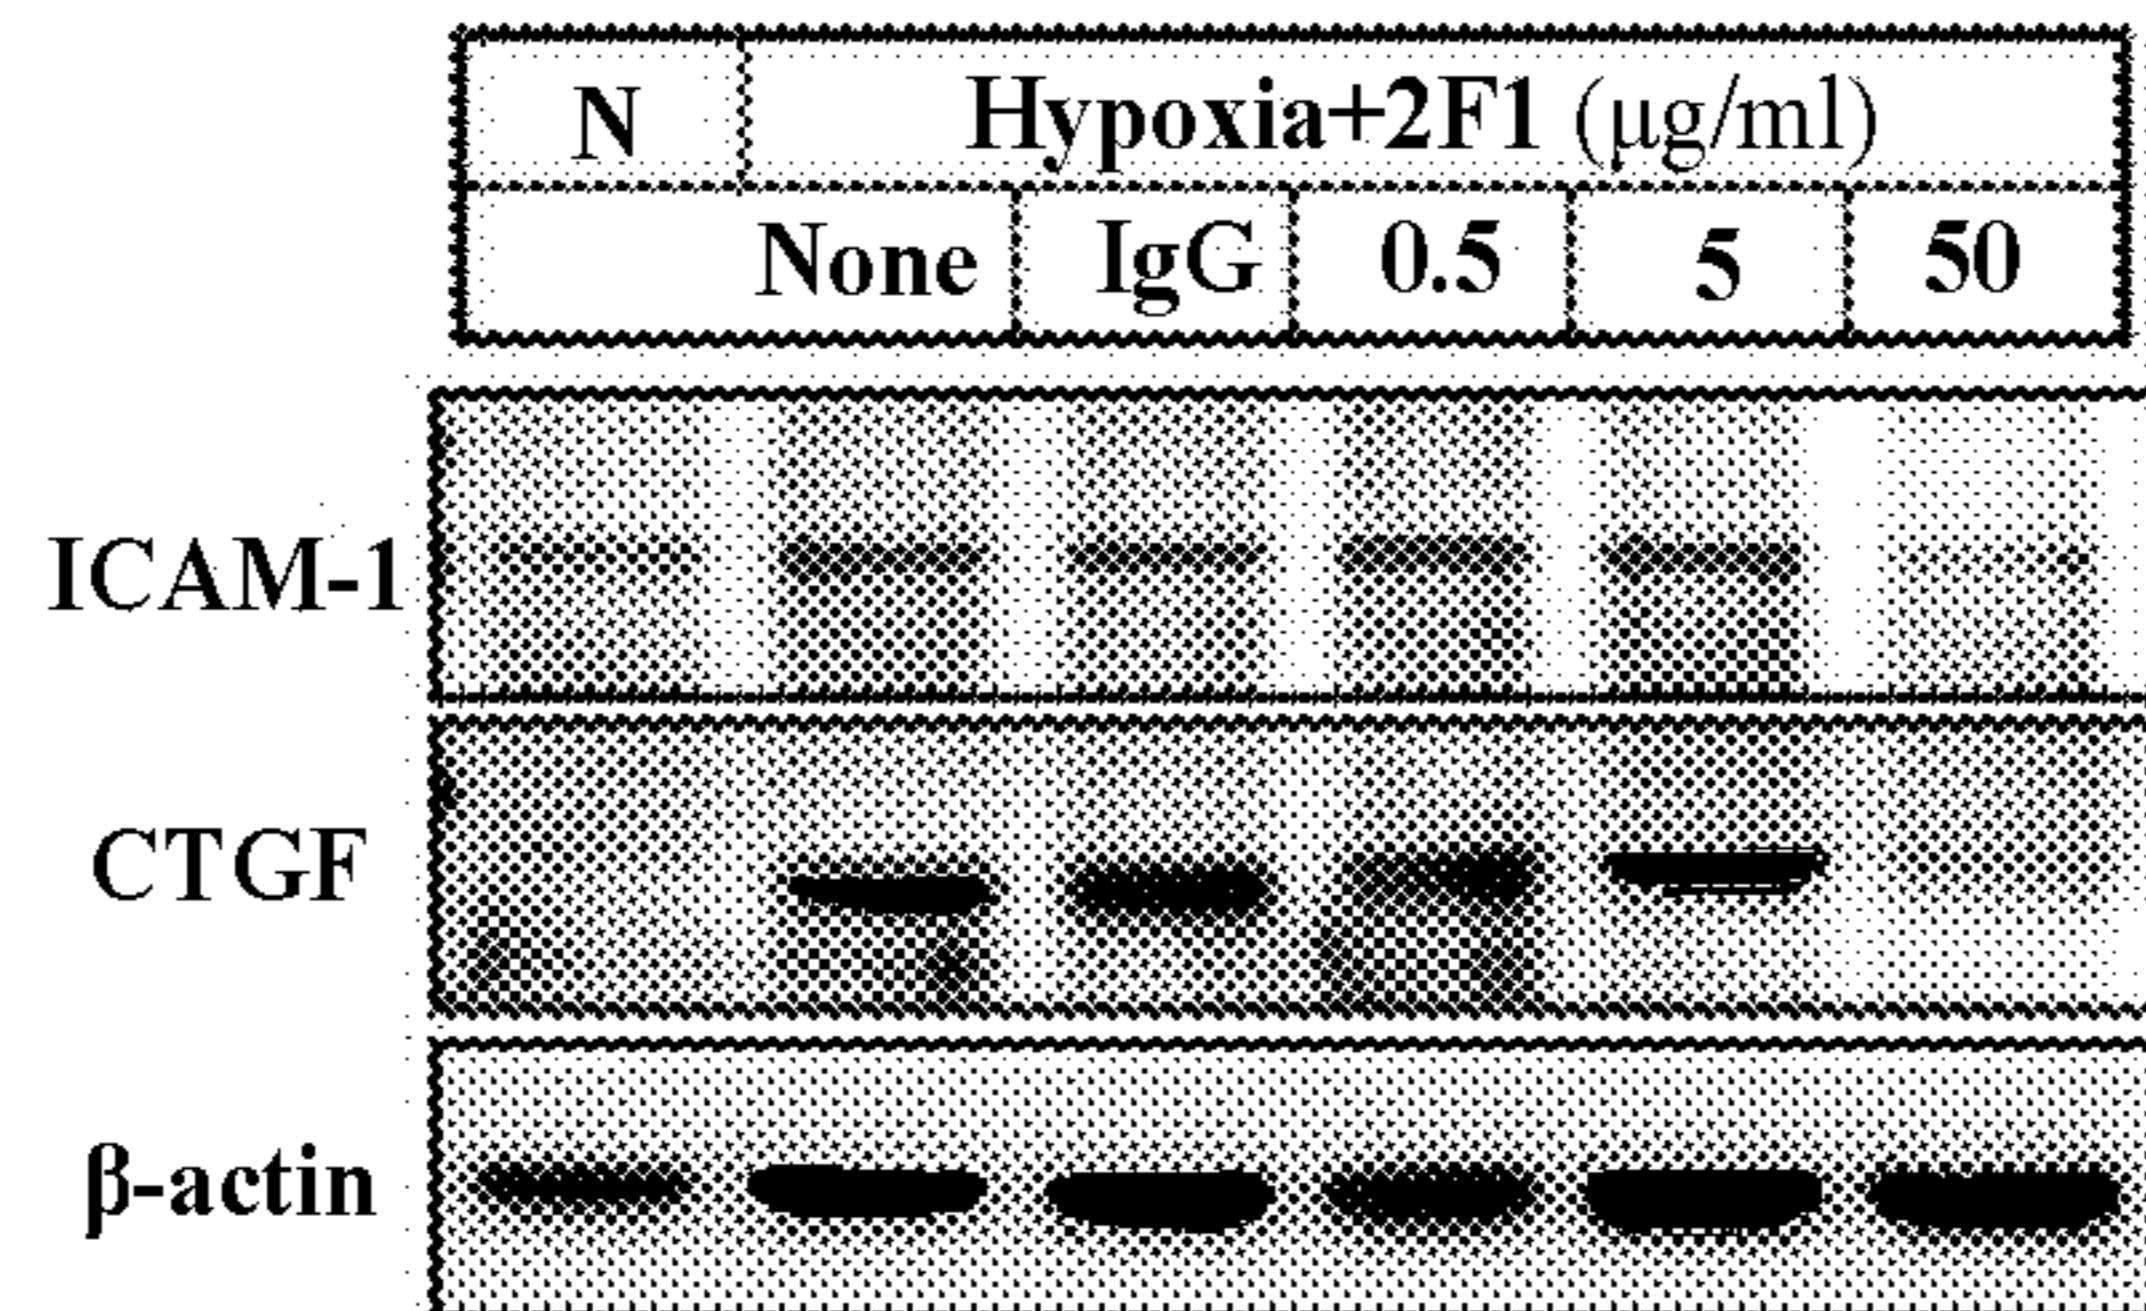 N Hypoxia+2F1 (μg/ml)
None IgG 0.5 5 50
ICAM-1
CTGF
β-actin